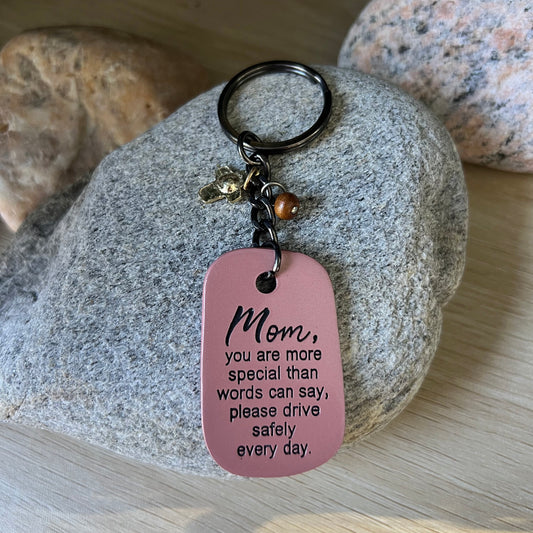 Mom,
you are more
special than
words can say,
please drive
safely
every day.